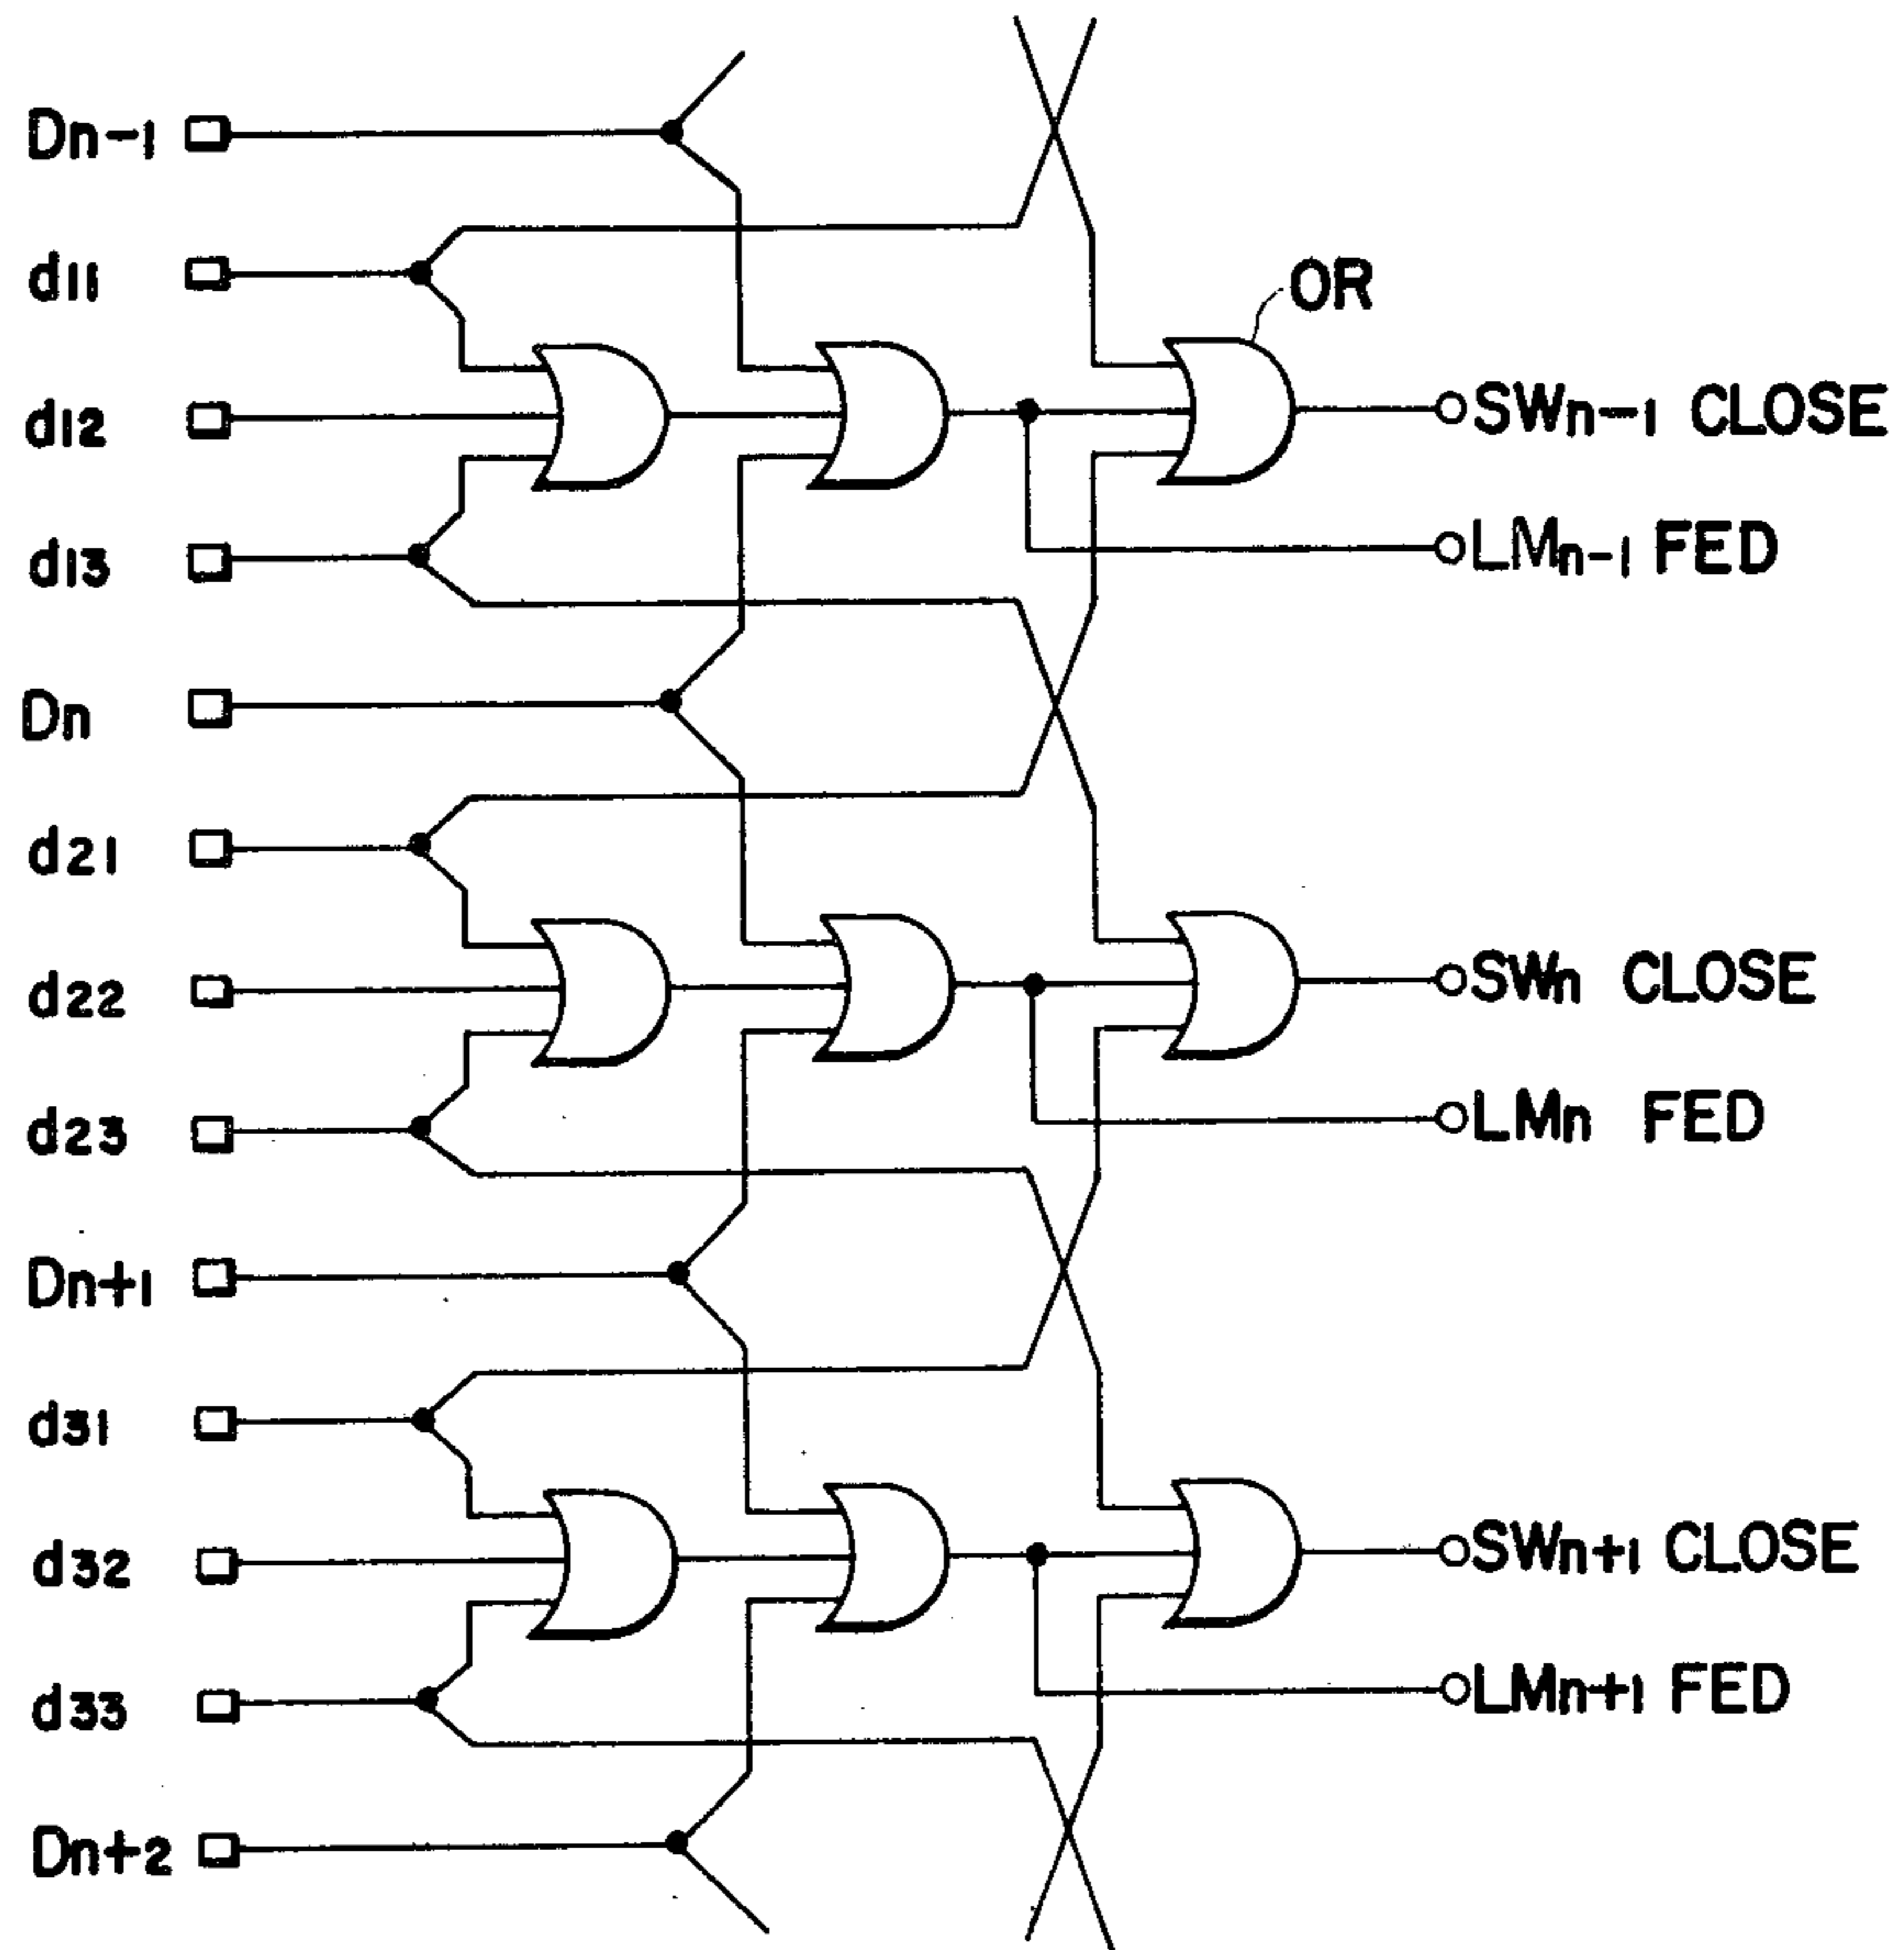 Dn-1
d11
OR
d12
SWn-1 CLOSE
d13
LMn-1 FED
Dn
d21
d22
SWn CLOSE
d23
LMn FED
Dn+1
d31
d32
SWn+1 CLOSE
d33
LMn+1 FED
Dn+2